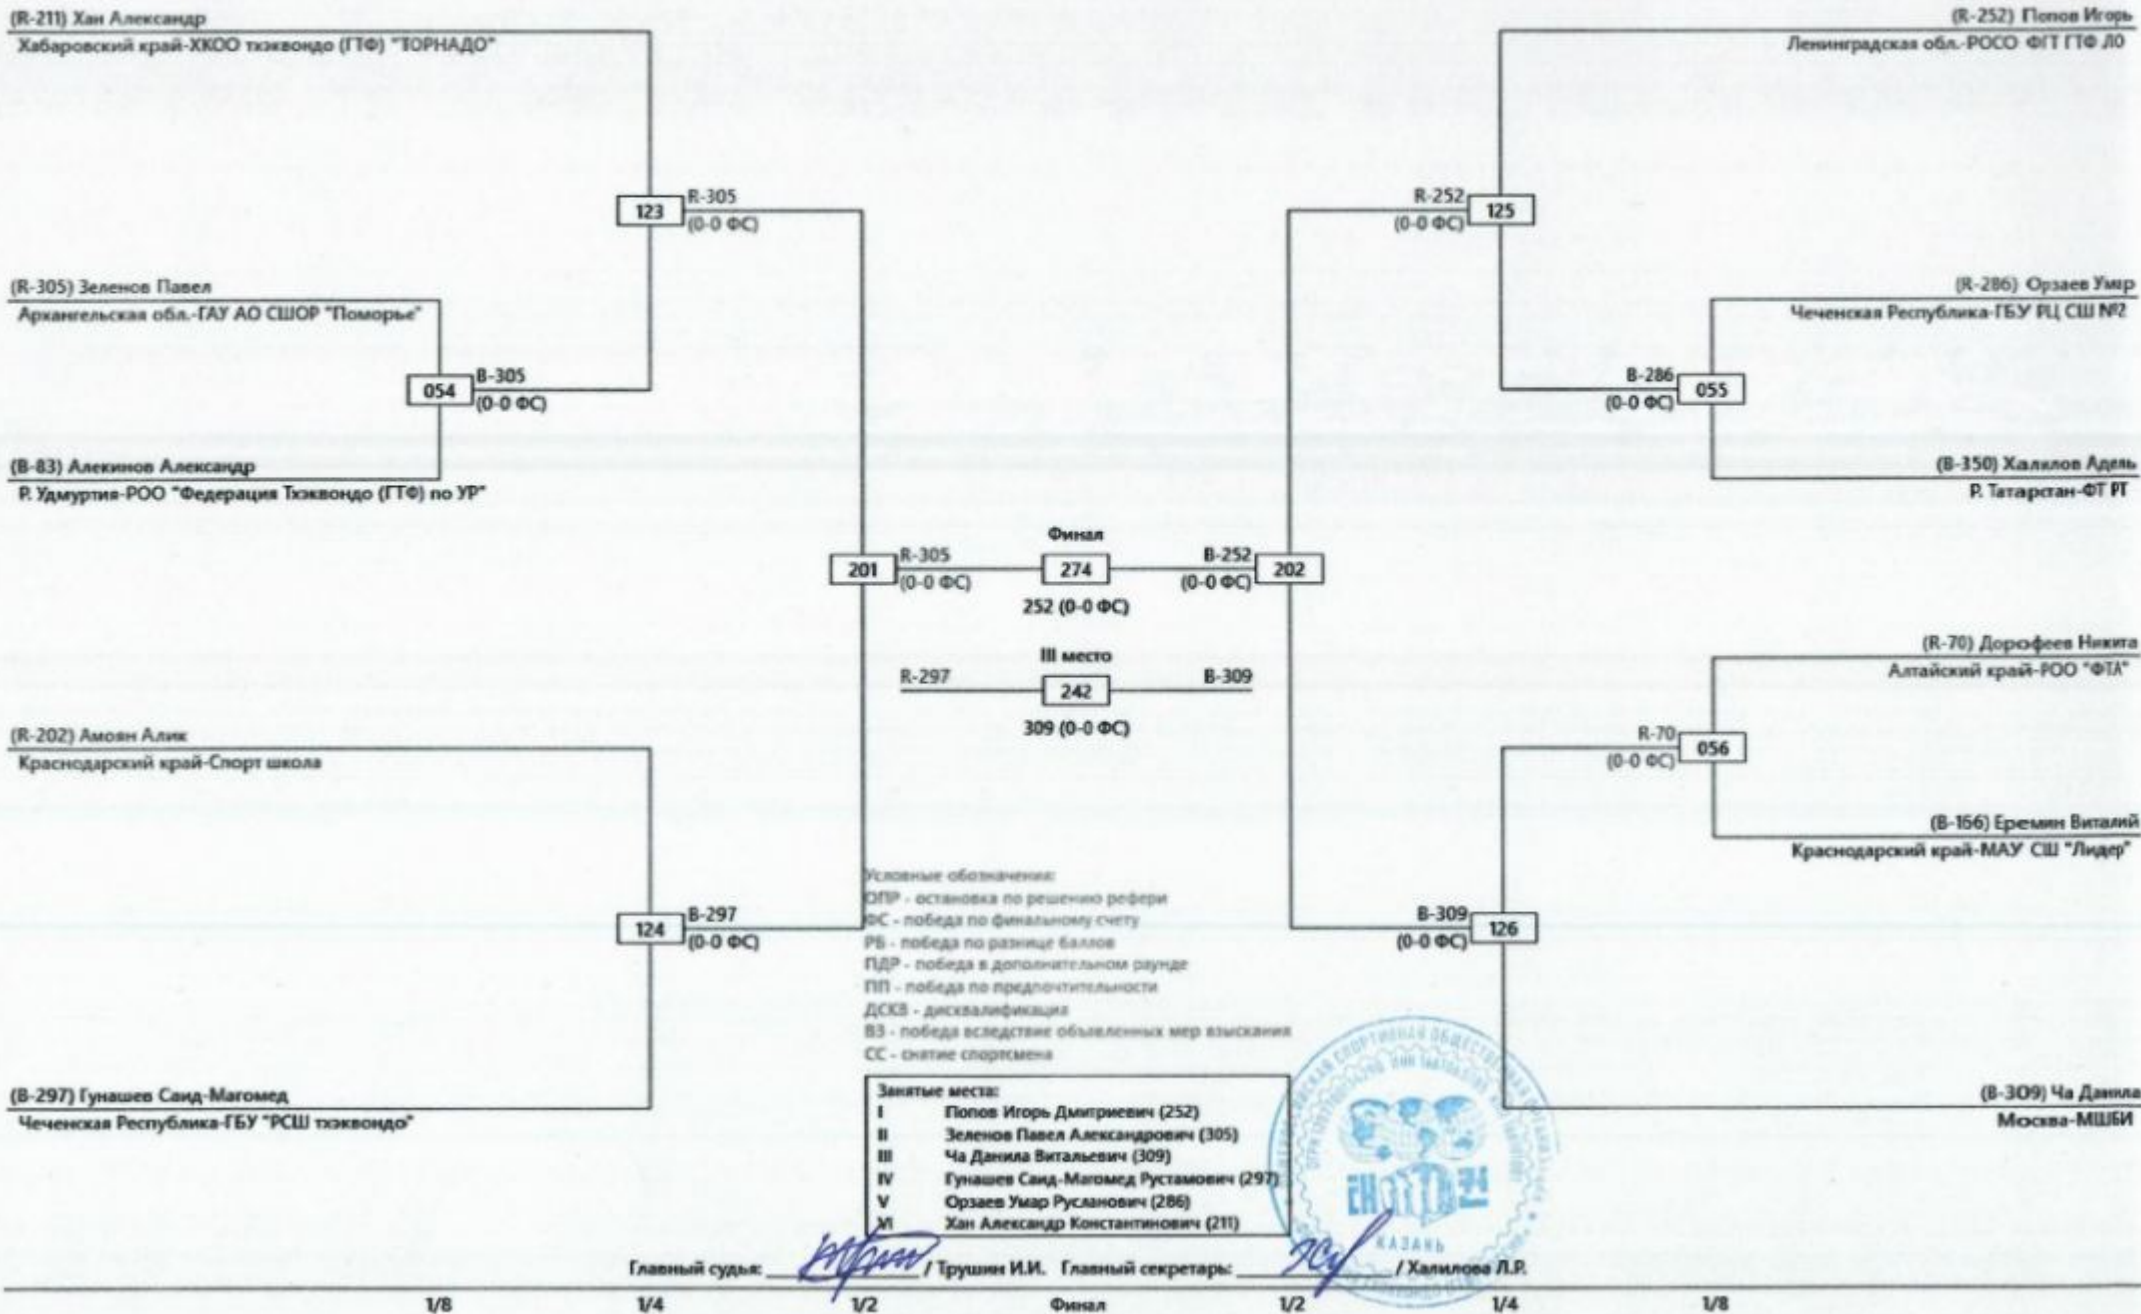 (R-211) Хан Александр
Хабаровский край-ХКОО тхэквондо (ГТФ) "ТОРНАДО"
(R-252) Попов Игорь
Ленинградская обл.-РОСО ФГТ ГТФ ЛО
123
R-305
(0-0 ФС)
R-252
(0-0 ФС)
125
(R-305) Зеленов Павел
Архангельская обл.-ГАУ АО СШОР "Поморье"
(R-286) Орзаев Умар
Чеченская Республика-ГБУ РЦ СШ №2
054
B-305
(0-0 ФС)
B-286
(0-0 ФС)
055
(B-83) Алекинов Александр
Р. Удмуртия-РОО "Федерация Тхэквондо (ГТФ) по УР"
(B-350) Халилов Адель
Р. Татарстан-ФТ РТ
201
R-305
(0-0 ФС)
Финал
274
252 (0-0 ФС)
B-252
(0-0 ФС)
202
III место
R-297
242
B-309
309 (0-0 ФС)
(R-70) Дорофеев Никита
Алтайский край-РОО "ФТА"
(R-202) Амоян Алик
Краснодарский край-Спорт школа
R-70
(0-0 ФС)
056
(B-166) Еремин Виталий
Краснодарский край-МАУ СШ "Лидер"
124
B-297
(0-0 ФС)
B-309
(0-0 ФС)
126
Условные обозначения:
ОПР - остановка по решению рефери
ФС - победа по финальному счету
РБ - победа по разнице баллов
ПДР - победа в дополнительном раунде
ПП - победа по предпочтительности
ДСКВ - дисквалификация
ВЗ - победа вследствие объявленных мер взыскания
СС - снятие спортсмена
(B-297) Гунашев Саид-Магомед
Чеченская Республика-ГБУ "РСШ тхэквондо"
(B-309) Ча Данила
Москва-МШБИ
Занятые места:
I Попов Игорь Дмитриевич (252)
II Зеленов Павел Александрович (305)
III Ча Данила Витальевич (309)
IV Гунашев Саид-Магомед Рустамович (297)
V Орзаев Умар Русланович (286)
VI Хан Александр Константинович (211)
КАЗАНЬ
Главный судья: / Трушин И.И. Главный секретарь: / Халилова Л.Р.
1/8 1/4 1/2 Финал 1/2 1/4 1/8